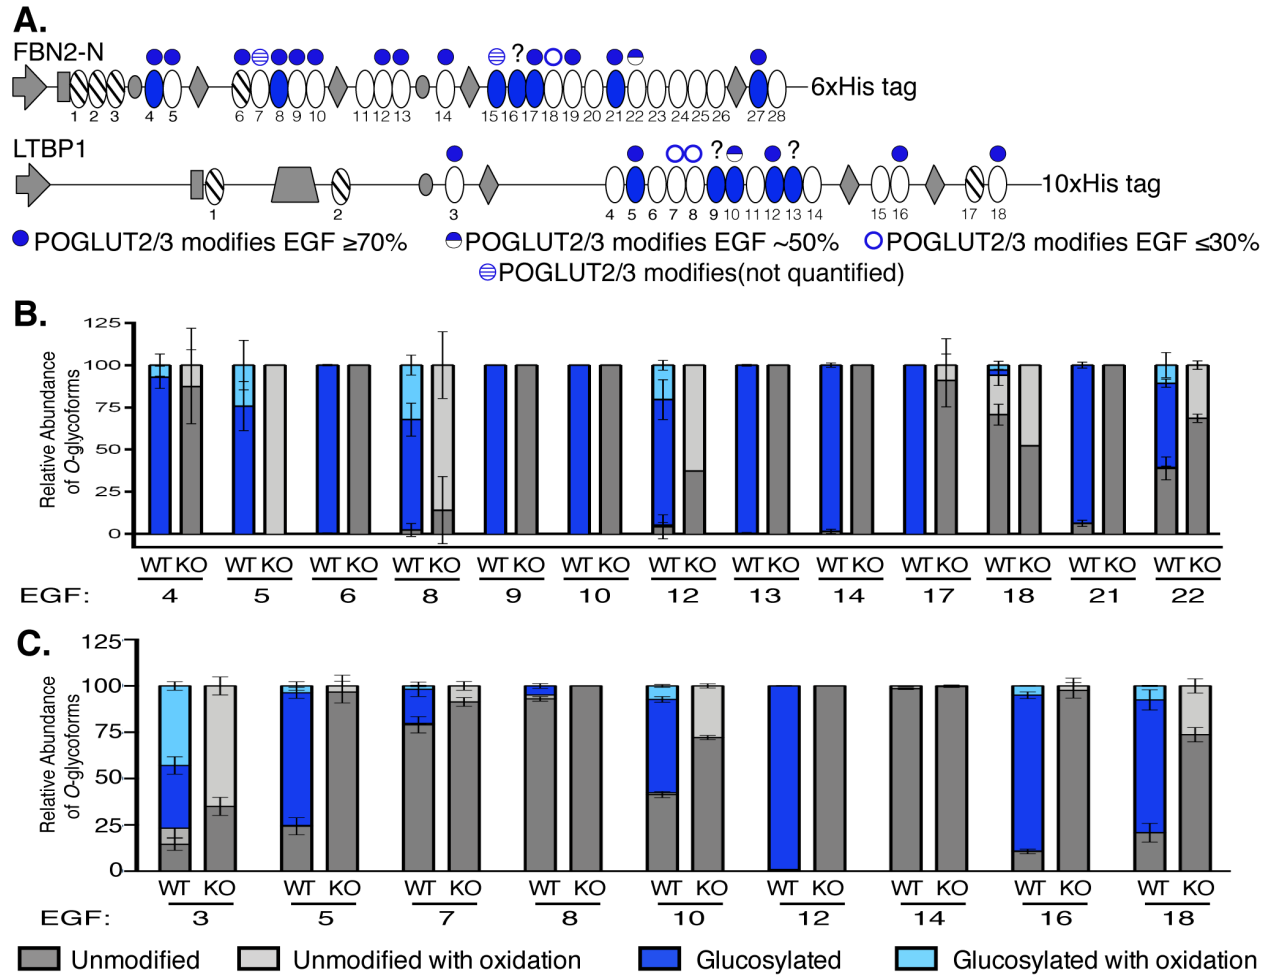 A.
FBN2-N
?
6xHis tag
1 2 3 4 5 6 7 8 9 10 11 12 13 14 15 16 17 18 19 20 21 22 23 24 25 26 27 28
LTBP1
? ?
10xHis tag
1 2 3 4 5 6 7 8 9 10 11 12 13 14 15 16 17 18
POGLUT2/3 modifies EGF ≥70% POGLUT2/3 modifies EGF ~50% POGLUT2/3 modifies EGF ≤30%
POGLUT2/3 modifies(not quantified)
B.
Relative Abundance
of O-glycoforms
125
100
75
50
25
0
WT KO WT KO WT KO WT KO WT KO WT KO WT KO WT KO WT KO WT KO WT KO WT KO WT KO
EGF: 4 5 6 8 9 10 12 13 14 17 18 21 22
C.
Relative Abundance
of O-glycoforms
125
100
75
50
25
0
WT KO WT KO WT KO WT KO WT KO WT KO WT KO WT KO WT KO
EGF: 3 5 7 8 10 12 14 16 18
Unmodified Unmodified with oxidation Glucosylated Glucosylated with oxidation